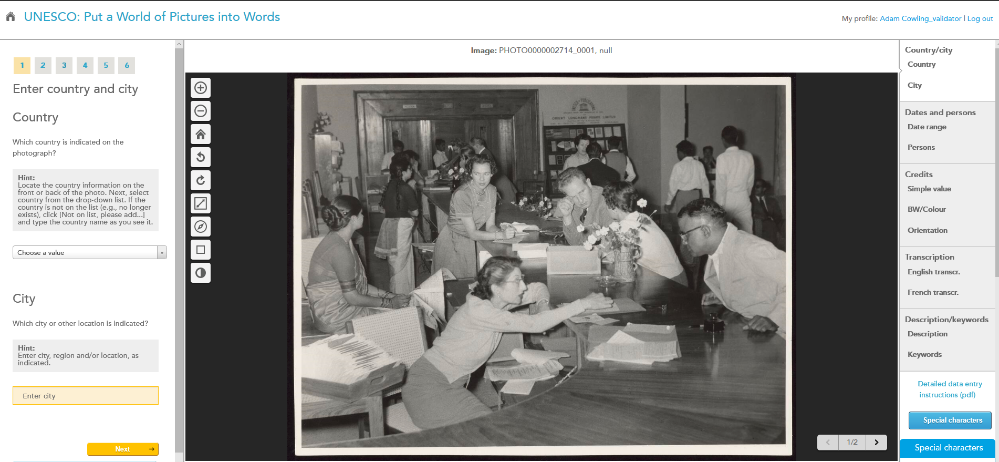 UNESCO: Put a World of Pictures into Words
My profile: Adam Cowling_validator | Log out
1 2 3 4 5 6
Enter country and city
Country
Which country is indicated on the
photograph?
Hint:
Locate the country information on the
front or back of the photo. Next, select
country from the drop-down list. If the
country is not on the list (e.g., no longer
exists), click [Not on list, please add...]
and type the country name as you see it.
Choose a value
City
Which city or other location is indicated?
Hint:
Enter city, region and/or location, as
indicated.
Enter city
Next →
Image: PHOTO0000002714_0001, null
ORIENT LONGMANS PRIVATE LIMITED
1/2
Country/city
Country
City
Dates and persons
Date range
Persons
Credits
Simple value
BW/Colour
Orientation
Transcription
English transcr.
French transcr.
Description/keywords
Description
Keywords
Detailed data entry
instructions (pdf)
Special characters
Special characters